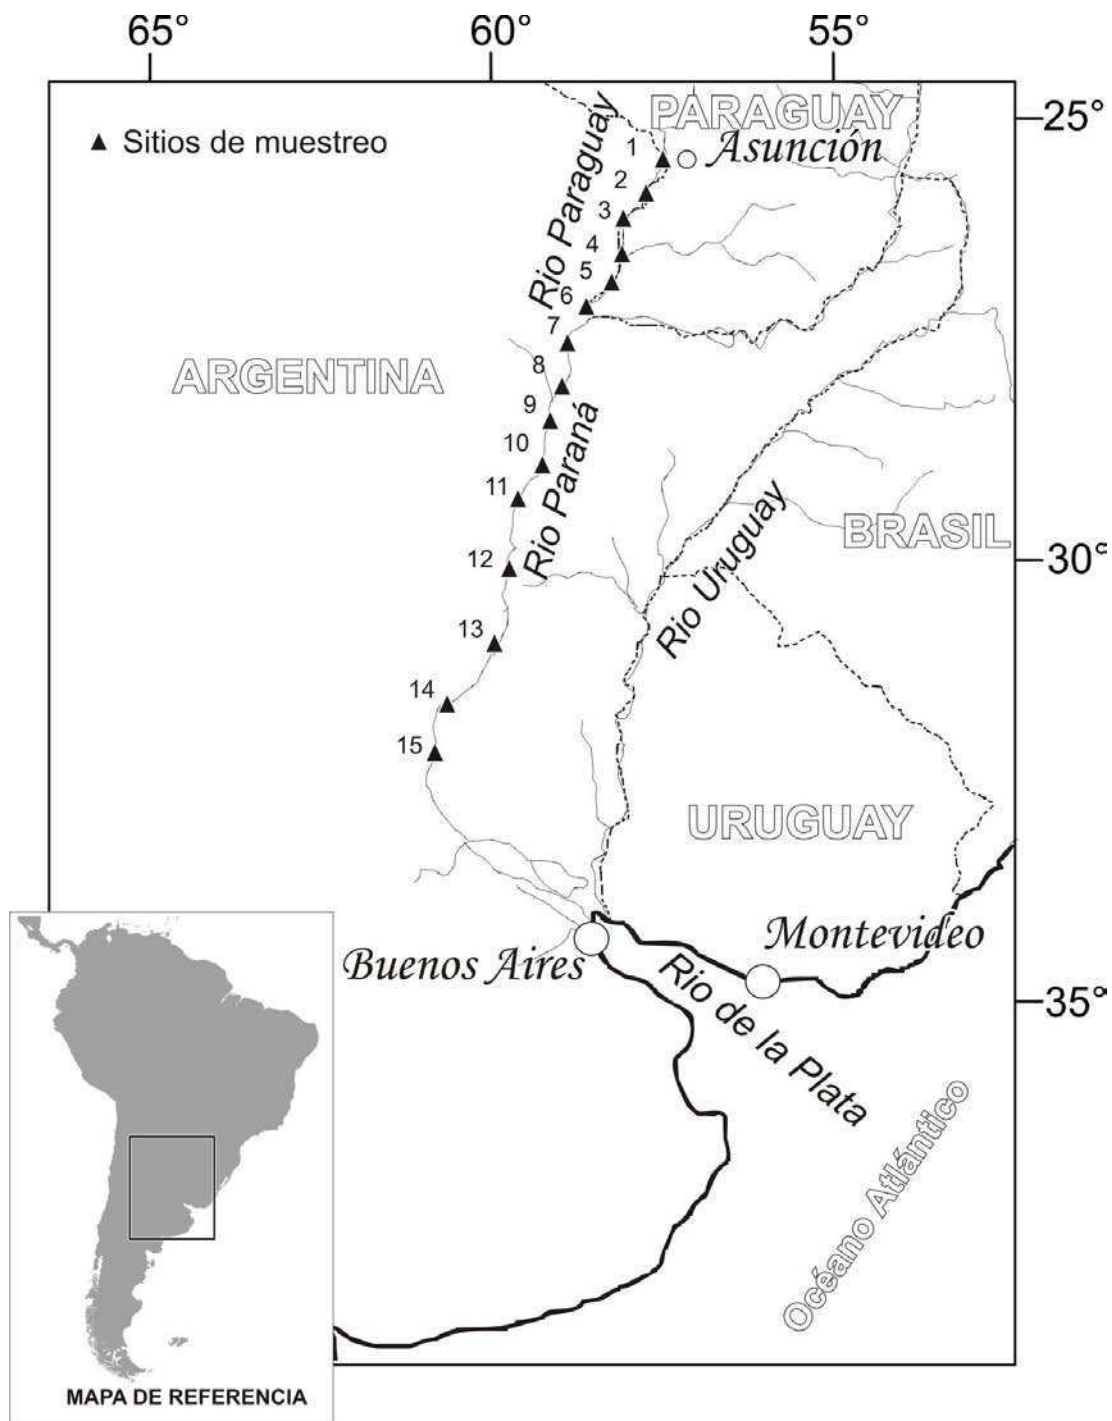 65° 60° 55°
PARAGUAY
25°
▲ Sitios de muestreo
Asunción
1
2
3
Rio Paraguay
4
5
6
7
ARGENTINA
8
9
10
Rio Paraná
11
BRASIL
30°
12
Rio Uruguay
13
14
15
URUGUAY
Montevideo
Buenos Aires
Rio de la Plata
35°
Océano Atlántico
MAPA DE REFERENCIA